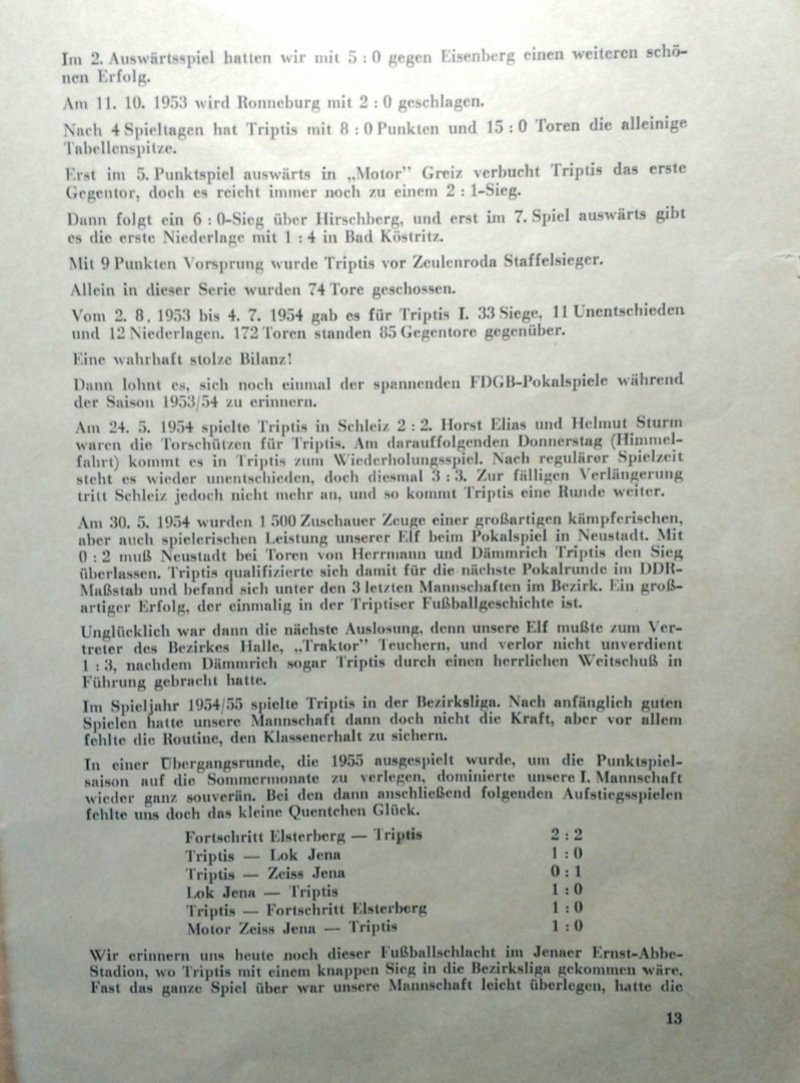 Im 2. Auswärtsspiel hatten wir mit 5 : 0 gegen Eisenberg einen weiteren schö-
nen Erfolg.
Am 11. 10. 1953 wird Ronneburg mit 2 : 0 geschlagen.
Nach 4 Spieltagen hat Triptis mit 8 : 0 Punkten und 15 : 0 Toren die alleinige
Tabellenspitze.
Erst im 5. Punktspiel auswärts in „Motor” Greiz verbucht Triptis das erste
Gegentor, doch es reicht immer noch zu einem 2 : 1-Sieg.
Dann folgt ein 6 : 0-Sieg über Hirschberg, und erst im 7. Spiel auswärts gibt
es die erste Niederlage mit 1 : 4 in Bad Köstritz.
Mit 9 Punkten Vorsprung wurde Triptis vor Zeulenroda Staffelsieger.
Allein in dieser Serie wurden 74 Tore geschossen.
Vom 2. 8. 1953 bis 4. 7. 1954 gab es für Triptis I. 33 Siege, 11 Unentschieden
und 12 Niederlagen. 172 Toren standen 85 Gegentore gegenüber.
Eine wahrhaft stolze Bilanz!
Dann lohnt es, sich noch einmal der spannenden FDGB-Pokalspiele während
der Saison 1953/54 zu erinnern.
Am 24. 5. 1954 spielte Triptis in Schleiz 2 : 2. Horst Elias und Helmut Sturm
waren die Torschützen für Triptis. Am darauffolgenden Donnerstag (Himmel-
fahrt) kommt es in Triptis zum Wiederholungsspiel. Nach regulärer Spielzeit
steht es wieder unentschieden, doch diesmal 3 : 3. Zur fälligen Verlängerung
tritt Schleiz jedoch nicht mehr an, und so kommt Triptis eine Runde weiter.
Am 30. 5. 1954 wurden 1 500 Zuschauer Zeuge einer großartigen kämpferischen,
aber auch spielerischen Leistung unserer Elf beim Pokalspiel in Neustadt. Mit
0 : 2 muß Neustadt bei Toren von Herrmann und Dämmrich Triptis den Sieg
überlassen. Triptis qualifizierte sich damit für die nächste Pokalrunde im DDR-
Maßstab und befand sich unter den 3 letzten Mannschaften im Bezirk. Ein groß-
artiger Erfolg, der einmalig in der Triptiser Fußballgeschichte ist.
Unglücklich war dann die nächste Auslosung, denn unsere Elf mußte zum Ver-
treter des Bezirkes Halle, „Traktor” Teuchern, und verlor nicht unverdient
1 : 3, nachdem Dämmrich sogar Triptis durch einen herrlichen Weitschuß in
Führung gebracht hatte.
Im Spieljahr 1954/55 spielte Triptis in der Bezirksliga. Nach anfänglich guten
Spielen hatte unsere Mannschaft dann doch nicht die Kraft, aber vor allem
fehlte die Routine, den Klassenerhalt zu sichern.
In einer Übergangsrunde, die 1955 ausgespielt wurde, um die Punktspiel-
saison auf die Sommermonate zu verlegen, dominierte unsere I. Mannschaft
wieder ganz souverän. Bei den dann anschließend folgenden Aufstiegsspielen
fehlte uns doch das kleine Quentchen Glück.
Fortschritt Elsterberg — Triptis 2 : 2
Triptis — Lok Jena 1 : 0
Triptis — Zeiss Jena 0 : 1
Lok Jena — Triptis 1 : 0
Triptis — Fortschritt Elsterberg 1 : 0
Motor Zeiss Jena — Triptis 1 : 0
Wir erinnern uns heute noch dieser Fußballschlacht im Jenaer Ernst-Abbe-
Stadion, wo Triptis mit einem knappen Sieg in die Bezirksliga gekommen wäre.
Fast das ganze Spiel über war unsere Mannschaft leicht überlegen, hatte die
13